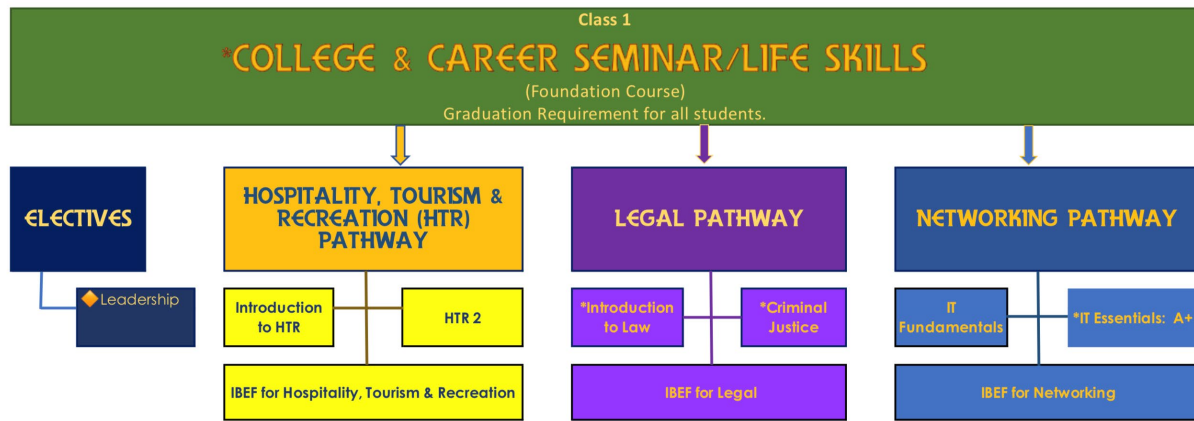 Class 1
*COLLEGE & CAREER SEMINAR/LIFE SKILLS
(Foundation Course)
Graduation Requirement for all students.
ELECTIVES
🔶Leadership
HOSPITALITY, TOURISM &
RECREATION (HTR)
PATHWAY
Introduction
to HTR
HTR 2
IBEF for Hospitality, Tourism & Recreation
LEGAL PATHWAY
*Introduction
to Law
*Criminal
Justice
IBEF for Legal
NETWORKING PATHWAY
IT
Fundamentals
*IT Essentials: A+
IBEF for Networking